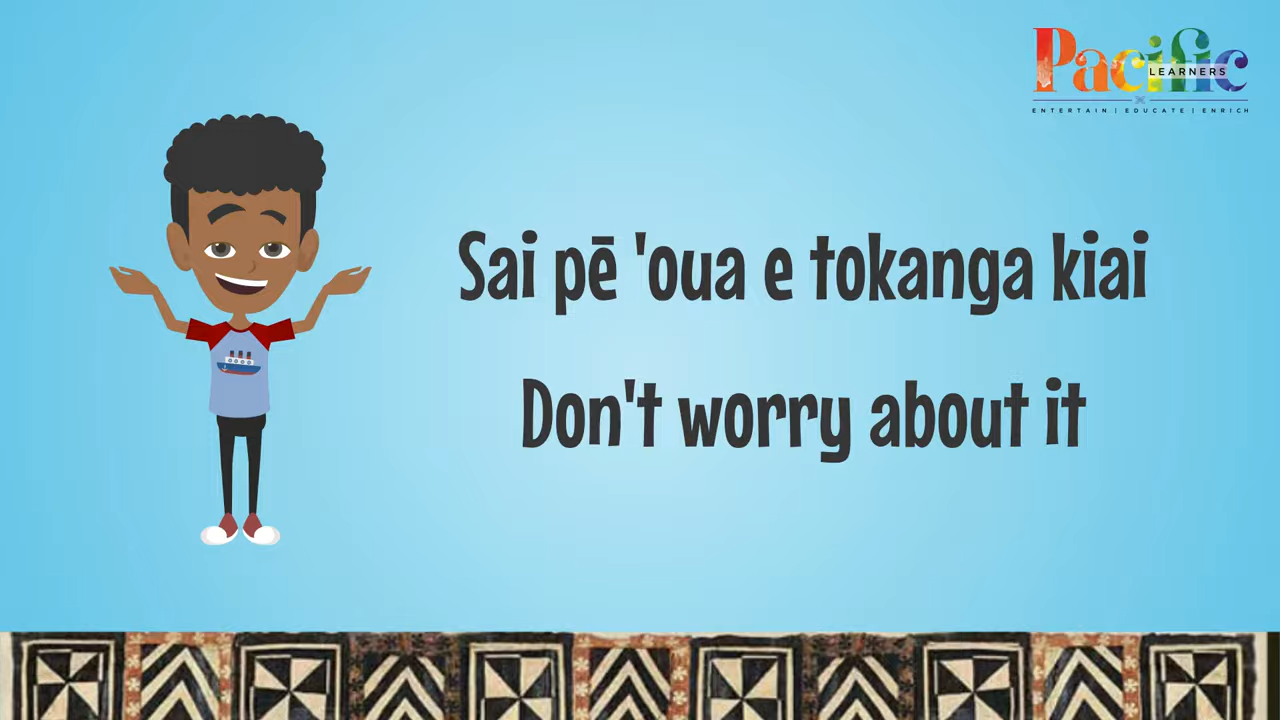 Pacific
LEARNERS
ENTERTAIN | EDUCATE | ENRICH
Sai pē 'oua e tokanga kiai
Don't worry about it